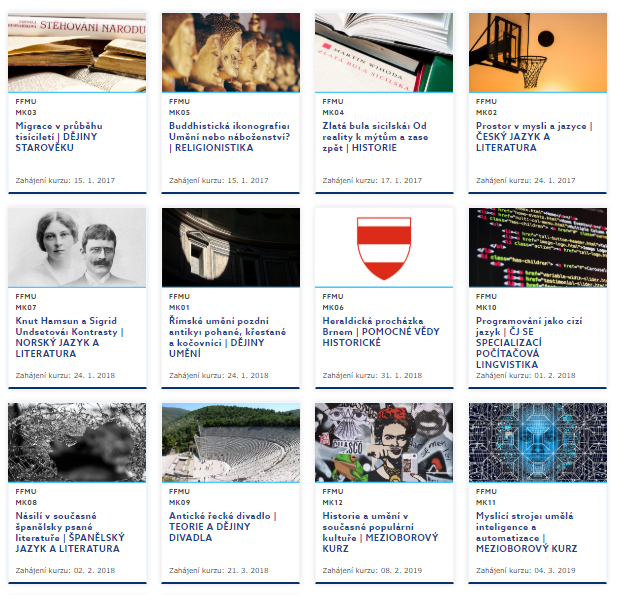 STĚHOVÁNÍ NARODŮ
FFMU
MK03
Migrace v průběhu
tisíciletí | DĚJINY
STAROVĚKU
Zahájení kurzu: 15. 1. 2017
FFMU
MK05
Buddhistická ikonografie:
Umění nebo náboženství?
| RELIGIONISTIKA
Zahájení kurzu: 15. 1. 2017
MARTIN WIHODA
ZLATÁ BULA SICILSKÁ
FFMU
MK04
Zlatá bula sicilská: Od
reality k mýtům a zase
zpět | HISTORIE
Zahájení kurzu: 17. 1. 2017
FFMU
MK02
Prostor v mysli a jazyce |
ČESKÝ JAZYK A
LITERATURA
Zahájení kurzu: 24. 1. 2017
FFMU
MK07
Knut Hamsun a Sigrid
Undsetová: Kontrasty |
NORSKÝ JAZYK A
LITERATURA
Zahájení kurzu: 24. 1. 2018
FFMU
MK01
Římské umění pozdní
antiky: pohané, křesťané
a kočovníci | DĚJINY
UMĚNÍ
Zahájení kurzu: 24. 1. 2018
FFMU
MK06
Heraldická procházka
Brnem | POMOCNÉ VĚDY
HISTORICKÉ
Zahájení kurzu: 31. 1. 2018
FFMU
MK10
Programování jako cizí
jazyk | ČJ SE
SPECIALIZACÍ
POČÍTAČOVÁ
LINGVISTIKA
Zahájení kurzu: 01. 2. 2018
FFMU
MK08
Násilí v současné
španělsky psané
literatuře | ŠPANĚLSKÝ
JAZYK A LITERATURA
Zahájení kurzu: 02. 2. 2018
FFMU
MK09
Antické řecké divadlo |
TEORIE A DĚJINY
DIVADLA
Zahájení kurzu: 21. 3. 2018
FFMU
MK12
Historie a umění v
současné populární
kultuře | MEZIOBOROVÝ
KURZ
Zahájení kurzu: 08. 2. 2019
FFMU
MK11
Myslící stroje: umělá
inteligence a
automatizace |
MEZIOBOROVÝ KURZ
Zahájení kurzu: 04. 3. 2019